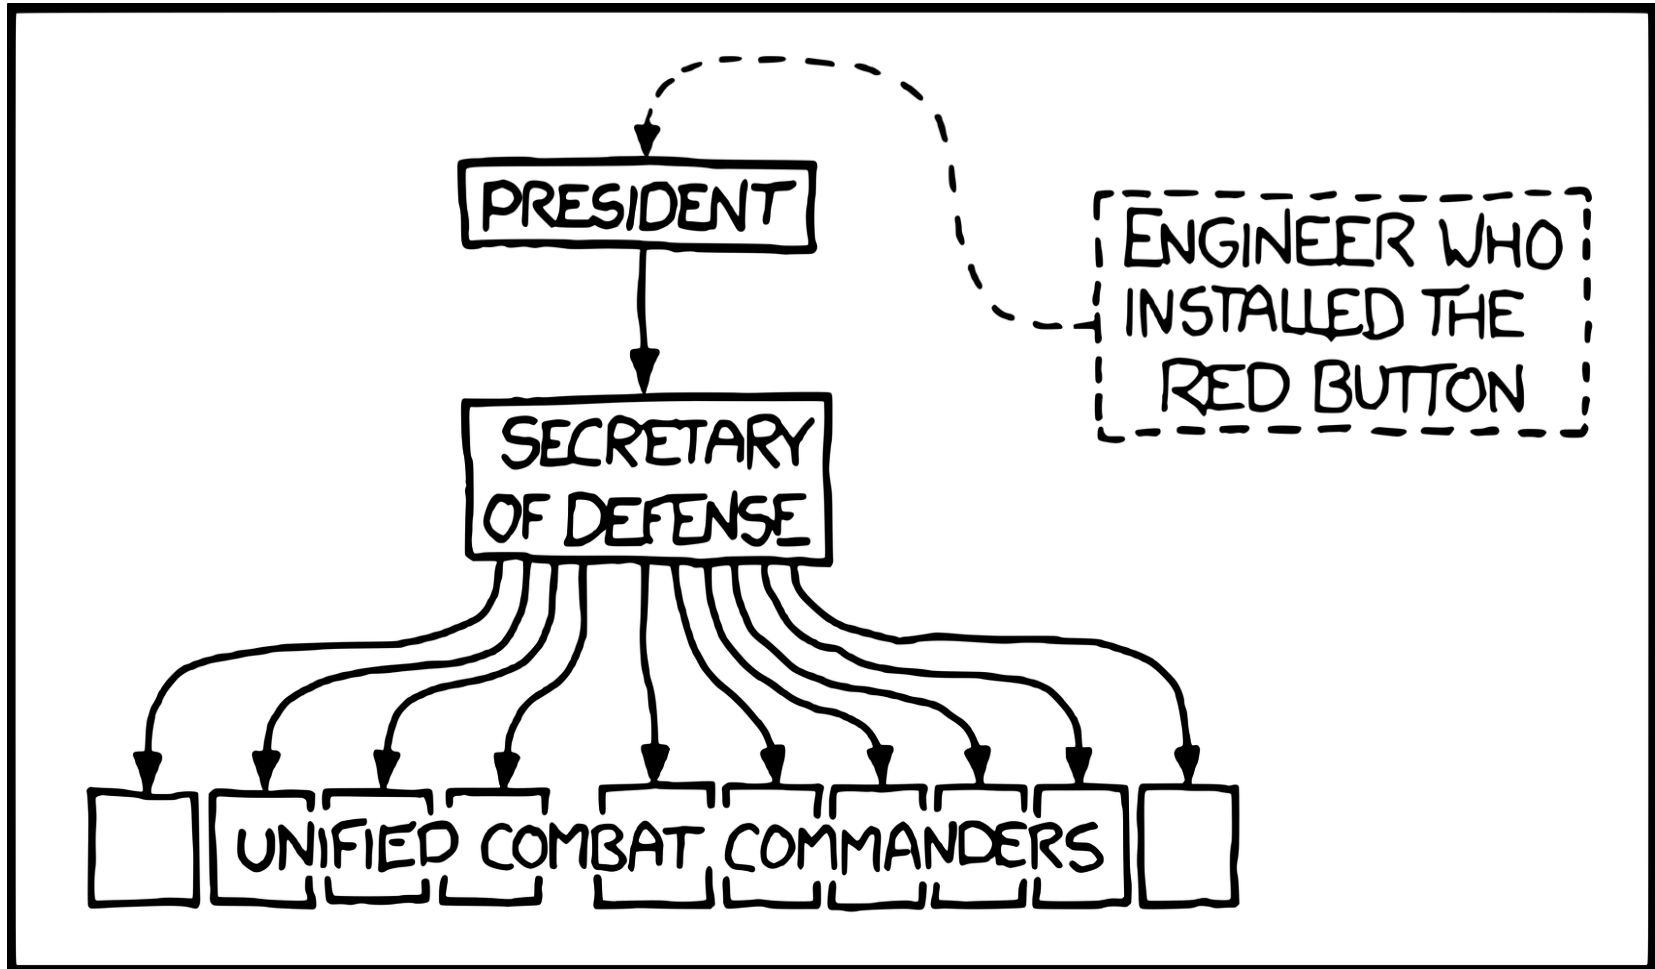 PRESIDENT
ENGINEER WHO
INSTALLED THE
RED BUTTON
SECRETARY
OF DEFENSE
UNIFIED COMBAT COMMANDERS